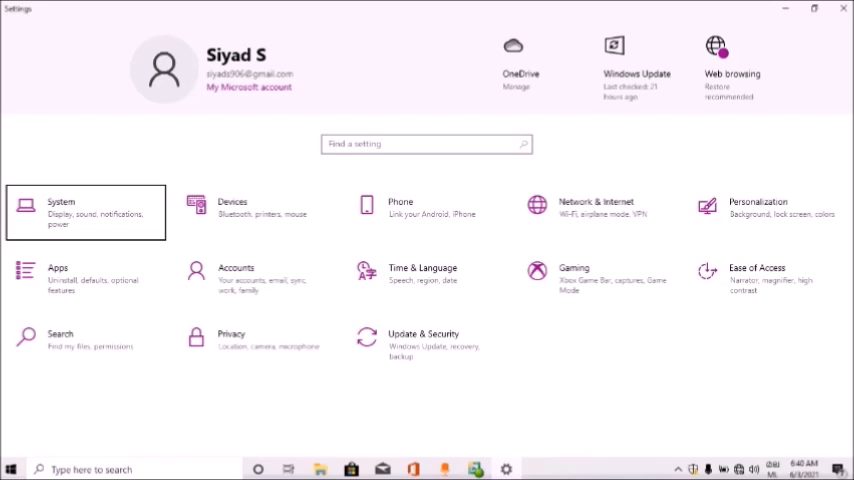 Settings
Siyad S
siyads906@gmail.com
My Microsoft account
OneDrive
Manage
Windows Update
Last checked: 21
hours ago
Web browsing
Restore
recommended
Find a setting
System
Display, sound, notifications,
power
Devices
Bluetooth, printers, mouse
Phone
Link your Android, iPhone
Network & Internet
Wi-Fi, airplane mode, VPN
Personalization
Background, lock screen, colors
Apps
Uninstall, defaults, optional
features
Accounts
Your accounts, email, sync,
work, family
Time & Language
Speech, region, date
Gaming
Xbox Game Bar, captures, Game
Mode
Ease of Access
Narrator, magnifier, high
contrast
Search
Find my files, permissions
Privacy
Location, camera, microphone
Update & Security
Windows Update, recovery,
backup
Type here to search
ML
6:40 AM
6/3/2021